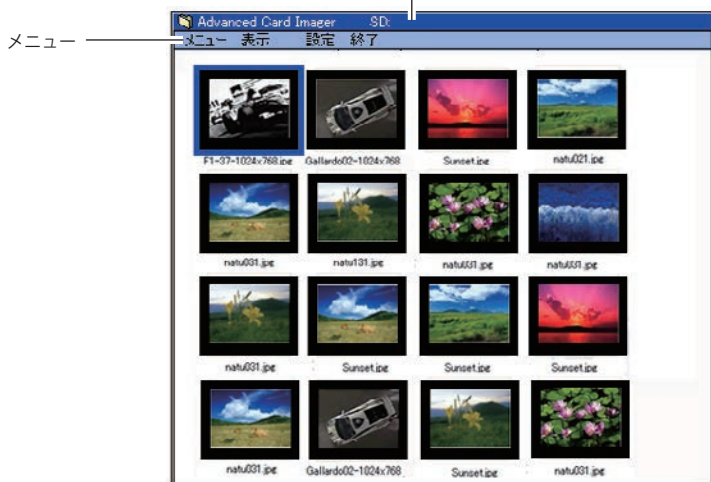 Advanced Card Imager SD:
メニュー
メニュー 表示 設定 終了
F1-37-1024x768.jpg Gallardo02-1024x768 Sunset.jpg natu021.jpg
natu031.jpg natu131.jpg natu031.jpg natu031.jpg
natu031.jpg Sunset.jpg Sunset.jpg Sunset.jpg
natu031.jpg Gallardo02-1024x768 Sunset.jpg natu031.jpg